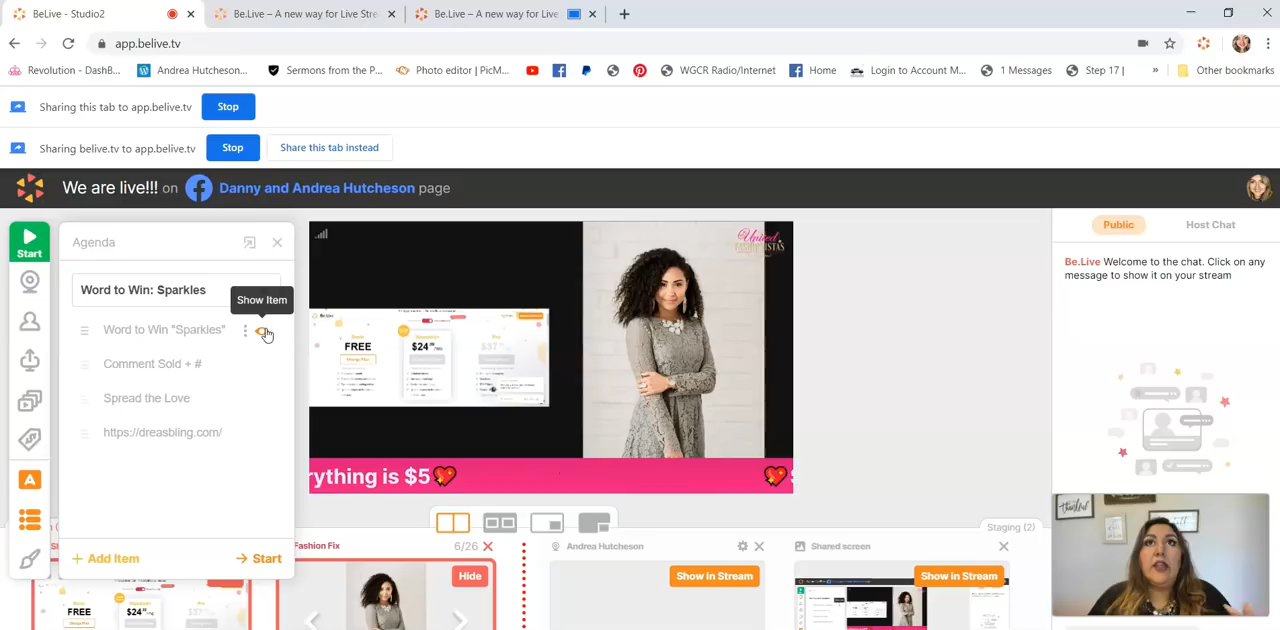 BeLive - Studio2
Be.Live – A new way for Live Stre
Be.Live – A new way for Live
app.belive.tv
Revolution - DashB...
Andrea Hutcheson...
Sermons from the P...
Photo editor | PicM...
WGCR Radio/Internet
Home
Login to Account M...
1 Messages
Step 17 |
»
Other bookmarks
Sharing this tab to app.belive.tv
Stop
Sharing belive.tv to app.belive.tv
Stop
Share this tab instead
We are live!!! on Danny and Andrea Hutcheson page
Start
Agenda
Word to Win: Sparkles
Show Item
Word to Win "Sparkles"
Comment Sold + #
Spread the Love
https://dreasbling.com/
+ Add Item
Start
United
FASHIONISTAS
FREE
$24.99
$37
rything is $5
Public
Host Chat
Be.Live Welcome to the chat. Click on any
message to show it on your stream
Staging (2)
Fashion Fix
6/26
Hide
Andrea Hutcheson
Show in Stream
Shared screen
Show in Stream
FREE
$24